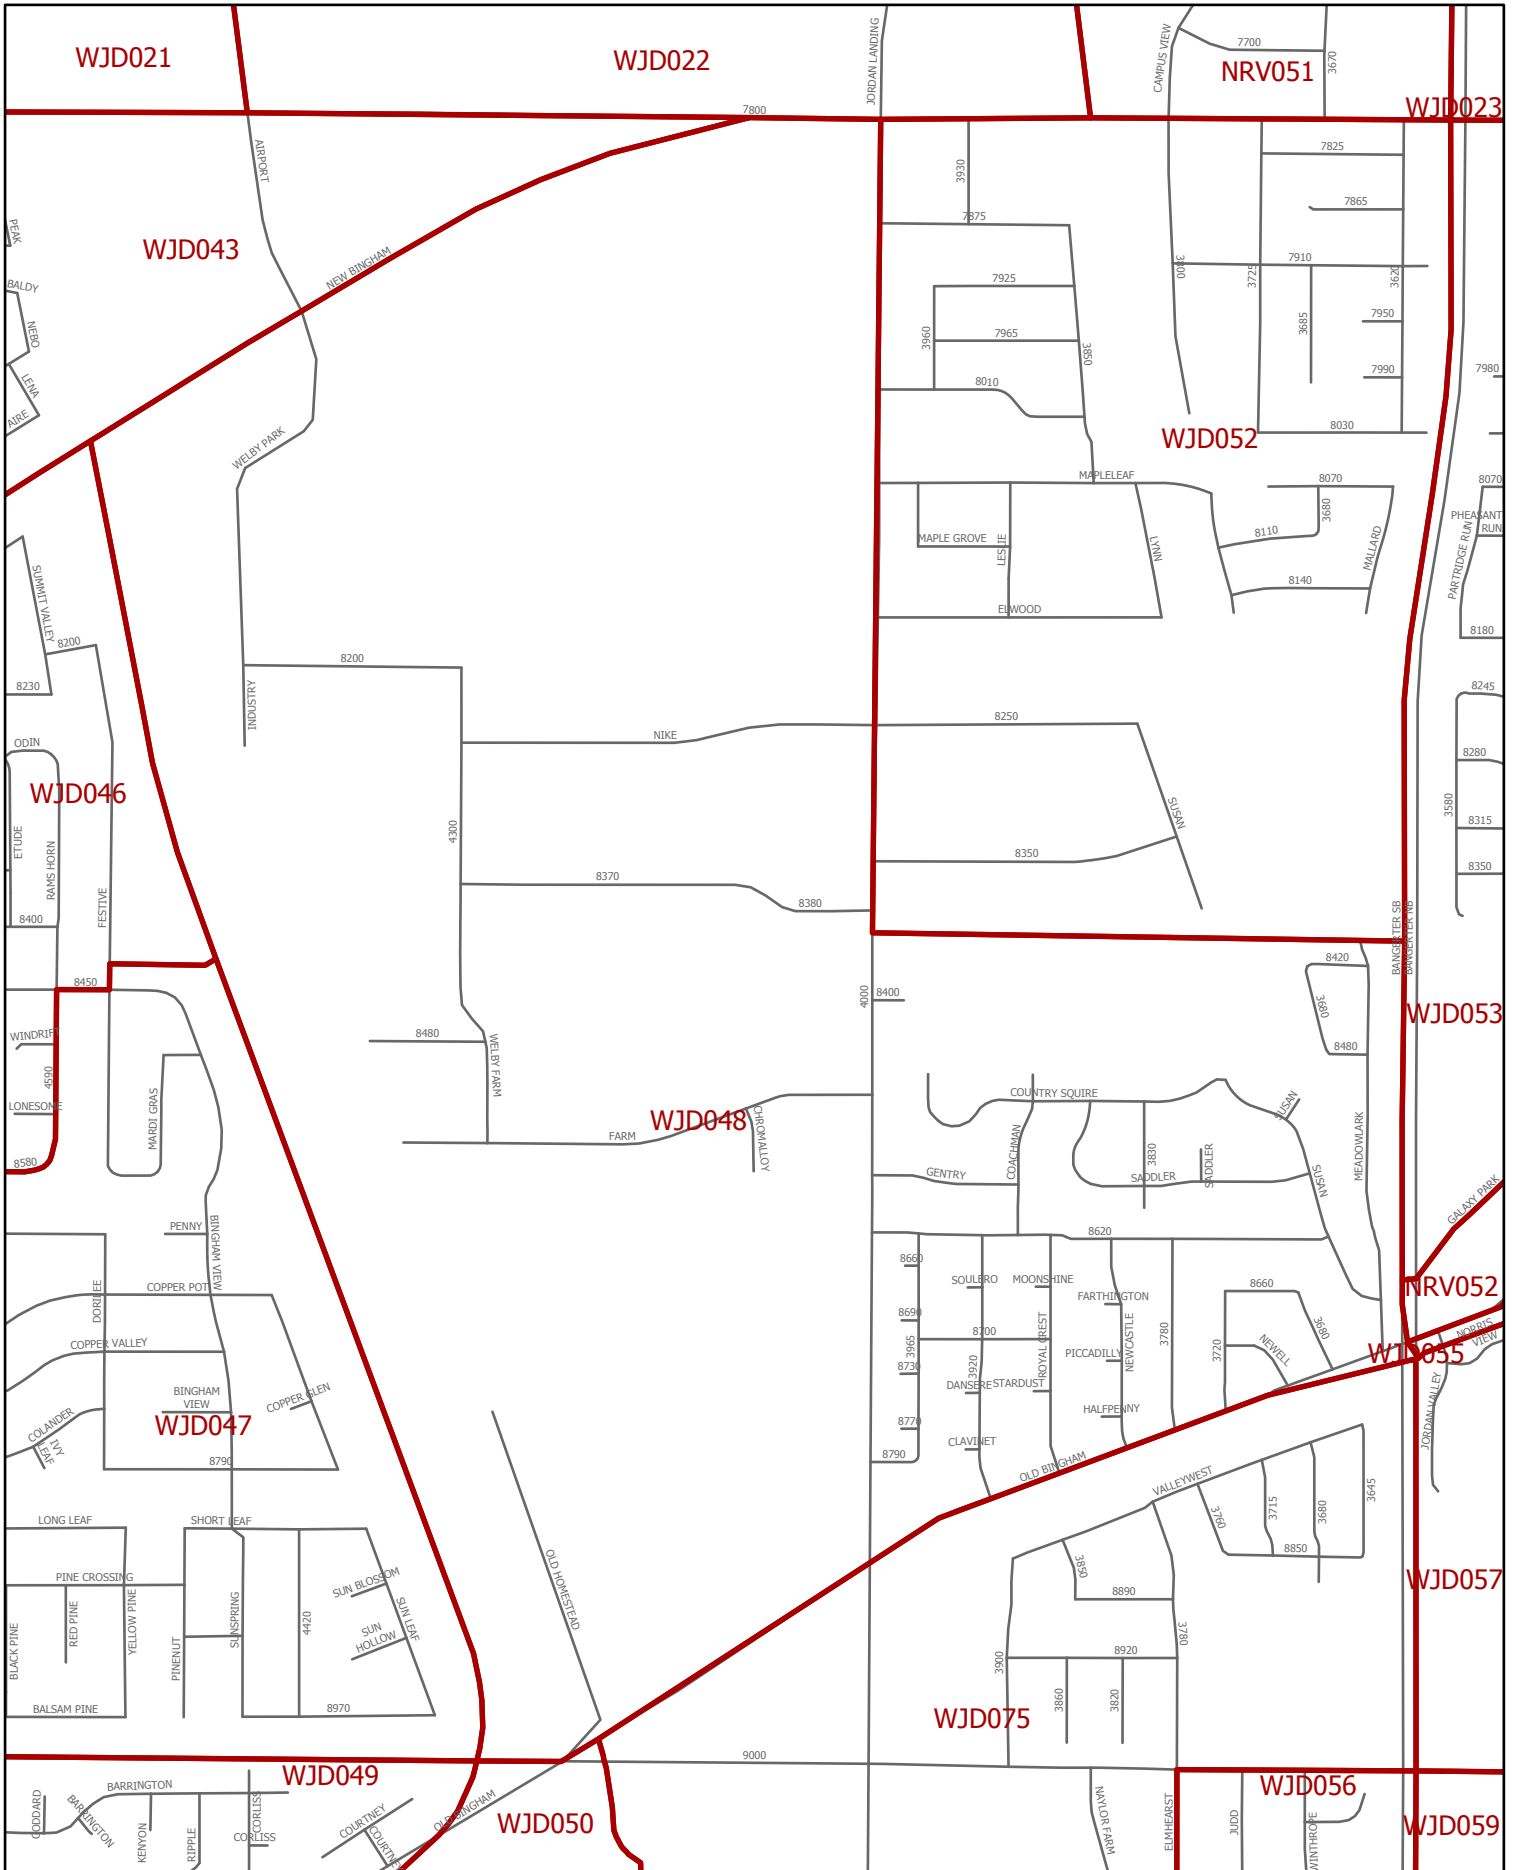 WJD021
WJD022
JORDAN LANDING
CAMPUS VIEW
7700
3670
NRV051
WJD023
7800
AIRPORT
3930
7825
PEAK
7865
7875
WJD043
NEW BINGHAM
BALDY
NEBO
7925
3800
3725
7910
3620
3960
7965
3850
3685
7950
LENA
AIRE
8010
7990
7980
8030
WJD052
WELBY PARK
MAPLELEAF
8070
3680
8070
PHEASANT
RUN
MAPLE GROVE
LESLIE
LYNN
8110
MALLARD
PARTRIDGE RUN
SUMMIT VALLEY
8140
ELWOOD
8180
8200
8200
8230
INDUSTRY
8245
8250
NIKE
ODIN
8280
WJD046
SUSAN
3580
ETUDE
RAMS HORN
4300
8315
8350
8350
8370
8380
FESTIVE
8400
BANGERTER SB
BANGERTER NB
8420
8450
4000
8400
3680
WJD053
WINDRIFT
8480
WELBY FARM
8480
4590
LONESOME
MARDI GRAS
COUNTRY SQUIRE
SUSAN
WJD048
CHROMALLOY
FARM
COACHMAN
3830
MEADOWLARK
8580
GENTRY
SADDLER
SADDLER
SUSAN
GALAXY PARK
PENNY
BINGHAM VIEW
8620
8660
DORILEE
COPPER POT
SOULERO
MOONSHINE
FARTHINGTON
8660
NRV052
8690
3965
8700
ROYAL CREST
NEWCASTLE
3780
3720
NEWELL
3680
NORRIS
VIEW
COPPER VALLEY
PICCADILLY
WJD055
8730
3920
DANSERE
STARDUST
BINGHAM
VIEW
COPPER GLEN
HALFPENNY
JORDAN VALLEY
WJD047
COLANDER
IVY
LEAF
8770
CLAVINET
8790
8790
OLD BINGHAM
VALLEYWEST
3645
3760
3715
3680
LONG LEAF
SHORT LEAF
OLD HOMESTEAD
8850
3850
PINE CROSSING
SUN BLOSSOM
8890
WJD057
BLACK PINE
RED PINE
YELLOW PINE
PINENUT
SUNSPRING
4420
SUN
HOLLOW
SUN LEAF
3780
8920
3900
3860
3820
BALSAM PINE
8970
WJD075
9000
WJD049
BARRINGTON
WJD056
GODDARD
BARRINGTON
KENYON
RIPPLE
CORLISS
CORLISS
COURTNEY
COURTNEY
OLD BINGHAM
WJD050
NAYLOR FARM
ELMHEARST
JUDD
WINTHROPE
WJD059